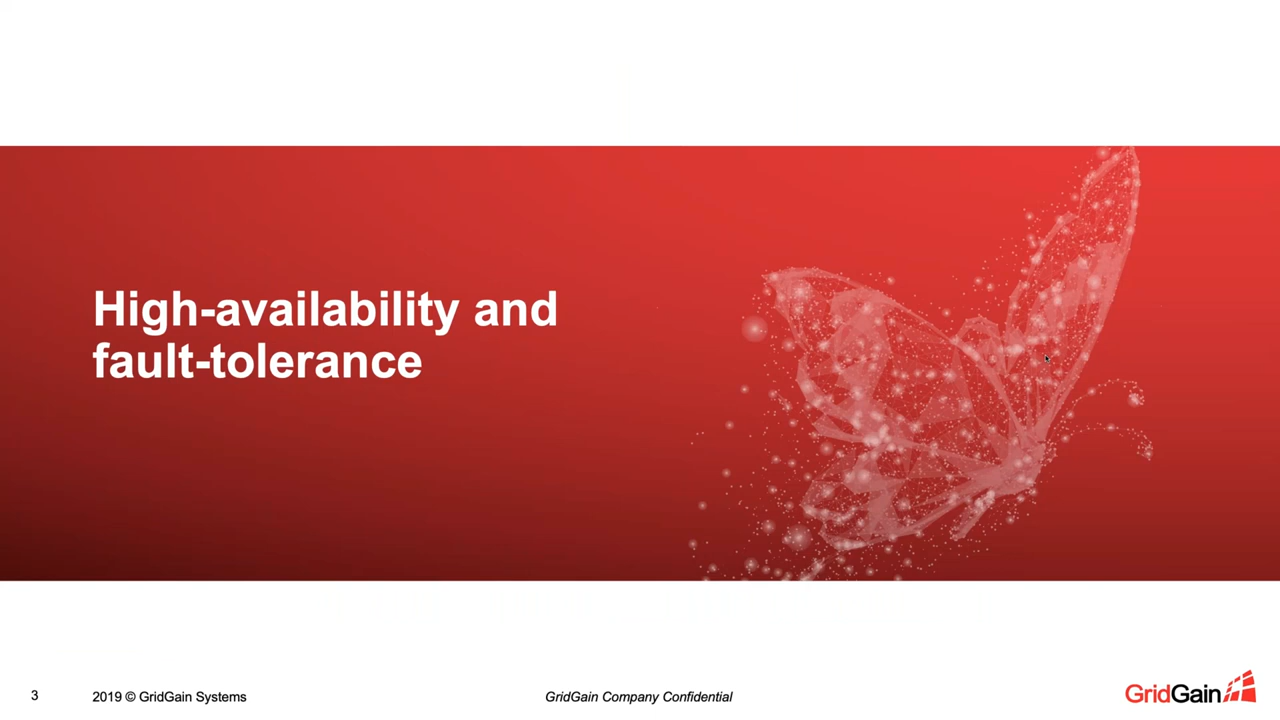 High-availability and
fault-tolerance
3
2019 © GridGain Systems
GridGain Company Confidential
GridGain